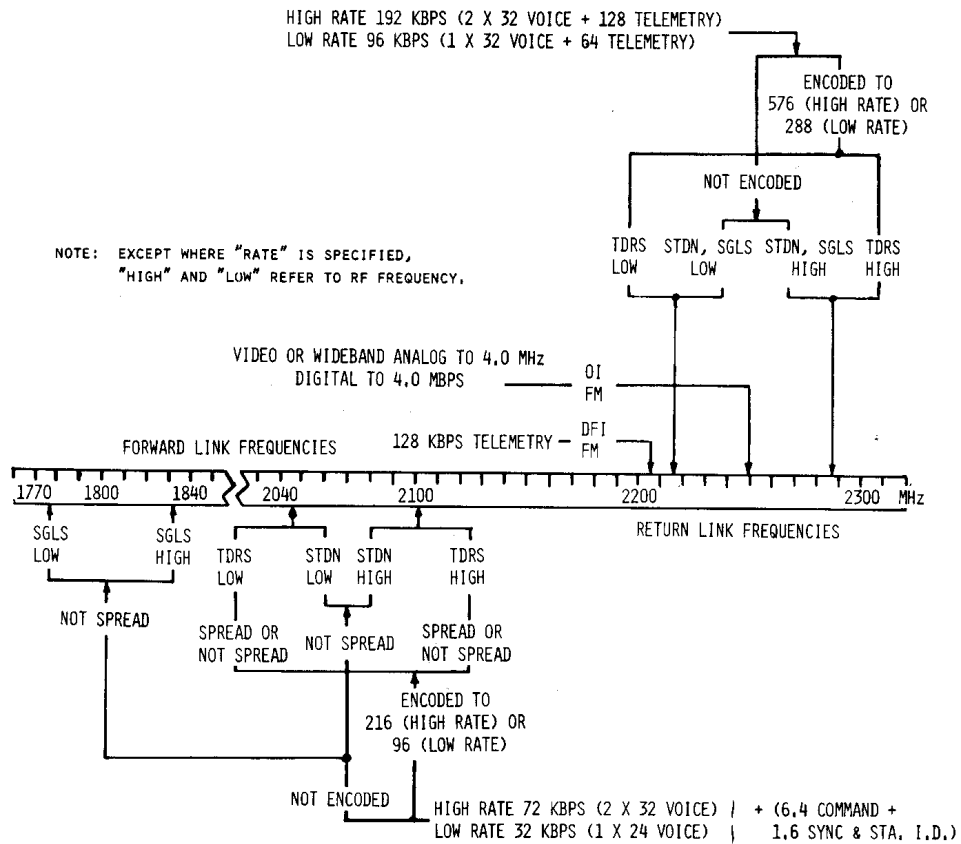 HIGH RATE 192 KBPS (2 X 32 VOICE + 128 TELEMETRY)
LOW RATE 96 KBPS (1 X 32 VOICE + 64 TELEMETRY)
ENCODED TO
576 (HIGH RATE) OR
288 (LOW RATE)
NOT ENCODED
TDRS LOW
STDN, SGLS LOW
STDN, SGLS HIGH
TDRS HIGH
NOTE: EXCEPT WHERE "RATE" IS SPECIFIED,
"HIGH" AND "LOW" REFER TO RF FREQUENCY.
VIDEO OR WIDEBAND ANALOG TO 4.0 MHz
DIGITAL TO 4.0 MBPS
OI
FM
128 KBPS TELEMETRY
DFI
FM
FORWARD LINK FREQUENCIES
1770 1800 1840 2040 2100 2200 2300 MHz
RETURN LINK FREQUENCIES
SGLS LOW
SGLS HIGH
TDRS LOW
STDN LOW
STDN HIGH
TDRS HIGH
NOT SPREAD
SPREAD OR
NOT SPREAD
NOT SPREAD
SPREAD OR
NOT SPREAD
ENCODED TO
216 (HIGH RATE) OR
96 (LOW RATE)
NOT ENCODED
HIGH RATE 72 KBPS (2 X 32 VOICE) + (6.4 COMMAND +
LOW RATE 32 KBPS (1 X 24 VOICE) 1.6 SYNC & STA. I.D.)